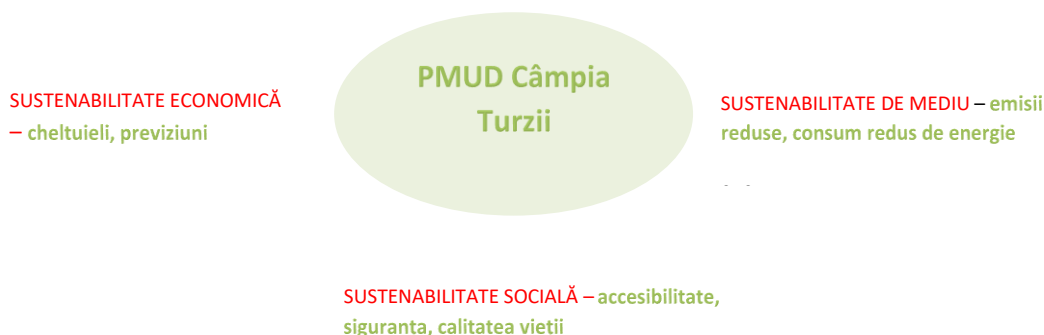 PMUD Câmpia
Turzii
SUSTENABILITATE ECONOMICĂ
– cheltuieli, previziuni
SUSTENABILITATE DE MEDIU – emisii
reduse, consum redus de energie
SUSTENABILITATE SOCIALĂ – accesibilitate,
siguranta, calitatea vietii